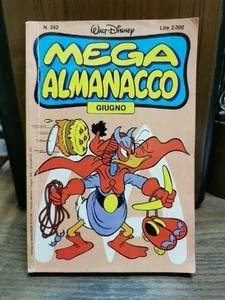 N. 342
Walt Disney
Lire 2.000
MEGA
ALMANACCO
GIUGNO